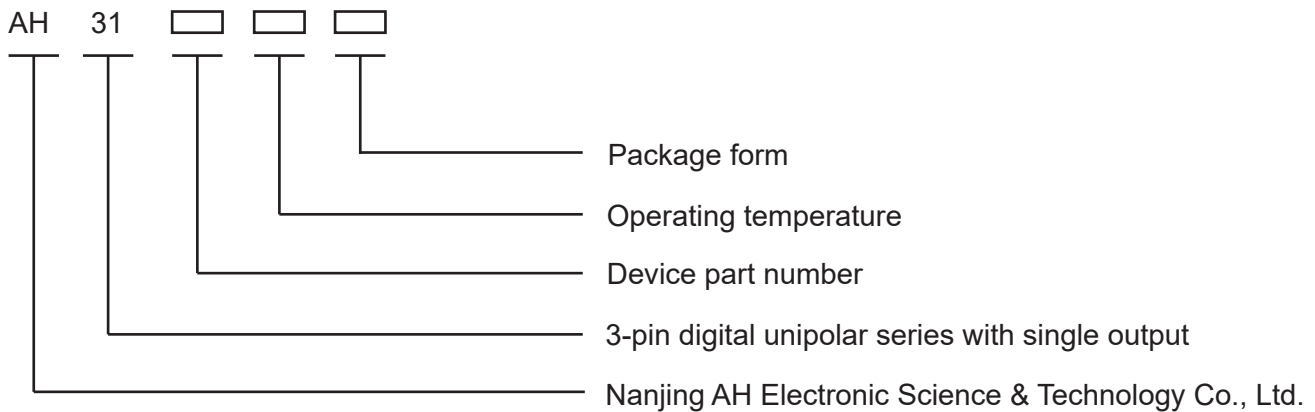 AH 31
Package form
Operating temperature
Device part number
3-pin digital unipolar series with single output
Nanjing AH Electronic Science & Technology Co., Ltd.